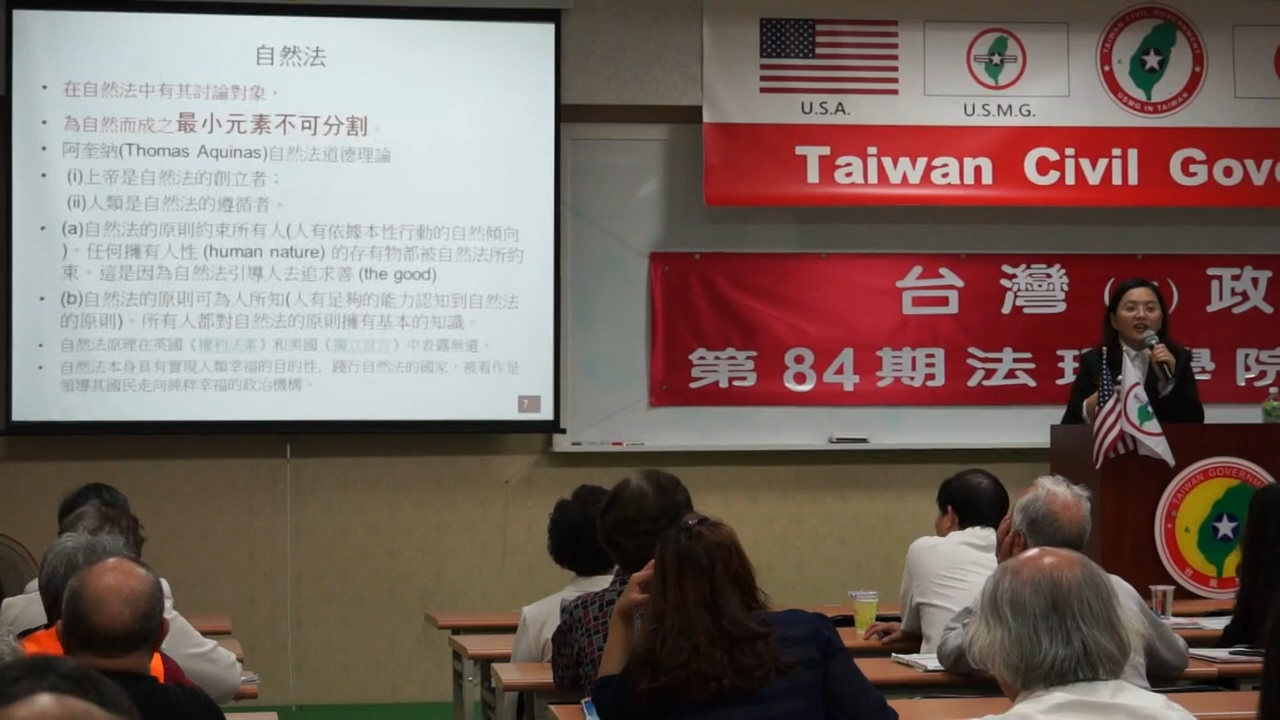 自然法
• 在自然法中有其討論對象，
• 為自然而成之最小元素不可分割。
• 阿奎納(Thomas Aquinas)自然法道德理論
• (i)上帝是自然法的創立者；
(ii)人類是自然法的遵循者。
• (a)自然法的原則約束所有人(人有依據本性行動的自然傾向
)。任何擁有人性 (human nature) 的存有物都被自然法所約
束。這是因為自然法引導人去追求善 (the good)
• (b)自然法的原則可為人所知(人有足夠的能力認知到自然法
的原則)。所有人都對自然法的原則擁有基本的知識。
• 自然法原理在英國《權利法案》和美國《獨立宣言》中表露無遺，
• 自然法本身具有實現人類幸福的目的性，踐行自然法的國家，被看作是
領導其國民走向純粹幸福的政治機構。
7
U.S.A.
U.S.M.G.
TAIWAN CIVIL GOVERNMENT
USMG IN TAIWAN
Taiwan Civil Gov
台灣 政
第84期法 學院
TAIWAN GOVERNM